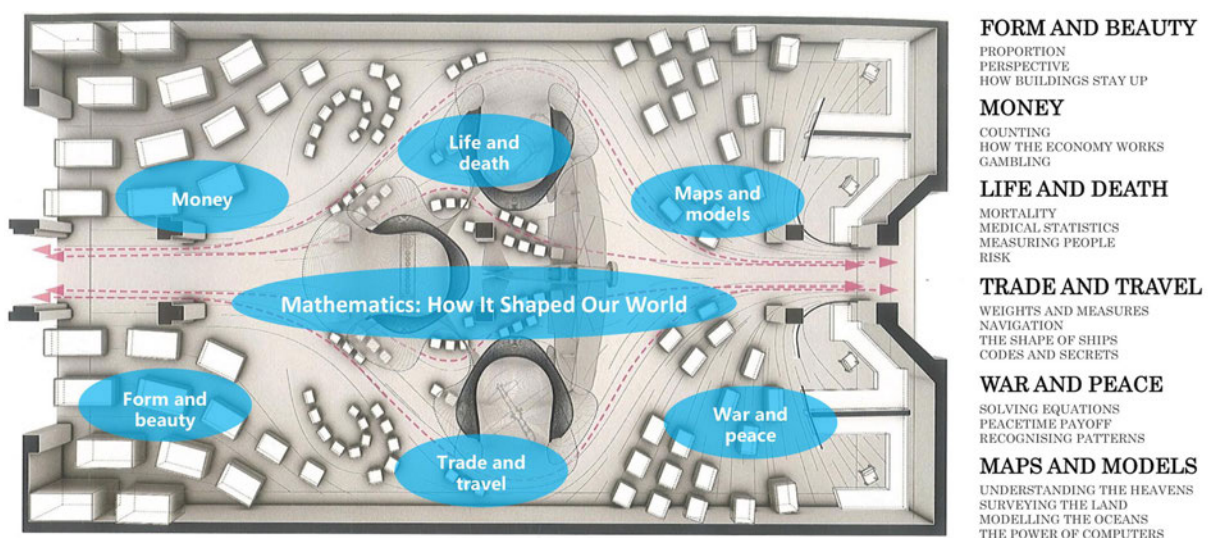 Life and
death
Money
Maps and
models
Mathematics: How It Shaped Our World
Form and
beauty
War and
peace
Trade and
travel
FORM AND BEAUTY
PROPORTION
PERSPECTIVE
HOW BUILDINGS STAY UP
MONEY
COUNTING
HOW THE ECONOMY WORKS
GAMBLING
LIFE AND DEATH
MORTALITY
MEDICAL STATISTICS
MEASURING PEOPLE
RISK
TRADE AND TRAVEL
WEIGHTS AND MEASURES
NAVIGATION
THE SHAPE OF SHIPS
CODES AND SECRETS
WAR AND PEACE
SOLVING EQUATIONS
PEACETIME PAYOFF
RECOGNISING PATTERNS
MAPS AND MODELS
UNDERSTANDING THE HEAVENS
SURVEYING THE LAND
MODELLING THE OCEANS
THE POWER OF COMPUTERS